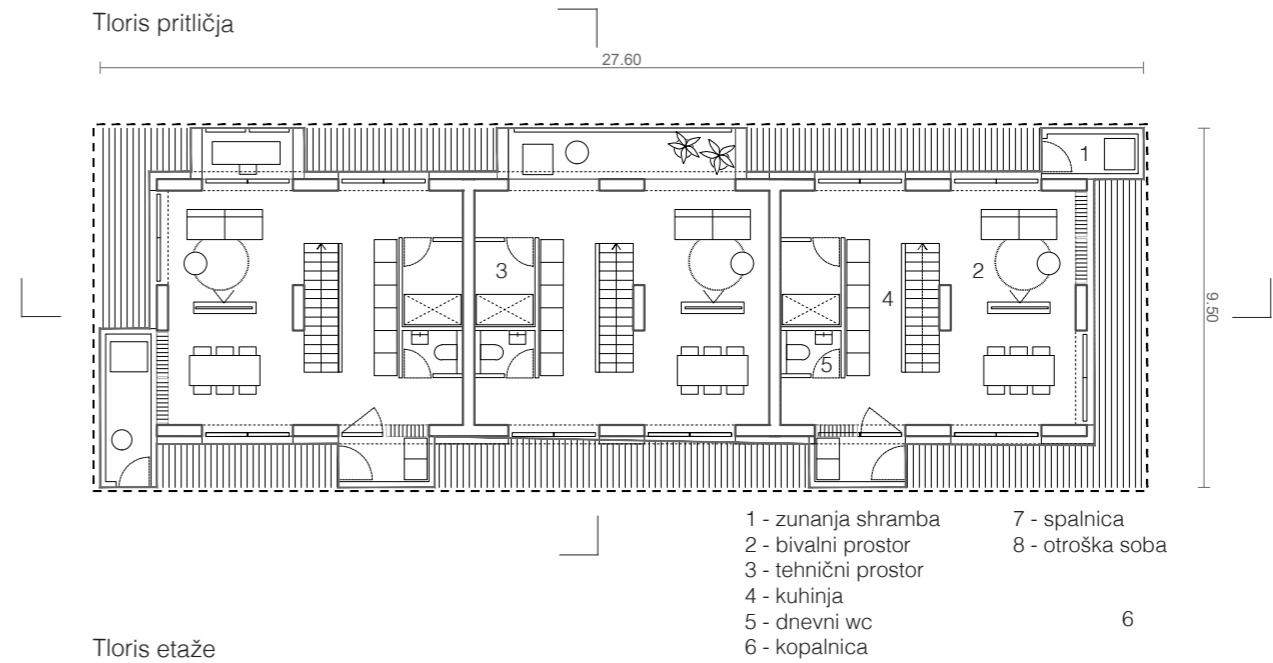 Tloris pritličja
27.60
1
3
2
4
9.50
5
1 - zunanja shramba
2 - bivalni prostor
3 - tehnični prostor
4 - kuhinja
5 - dnevni wc
6 - kopalnica
7 - spalnica
8 - otroška soba
6
Tloris etaže